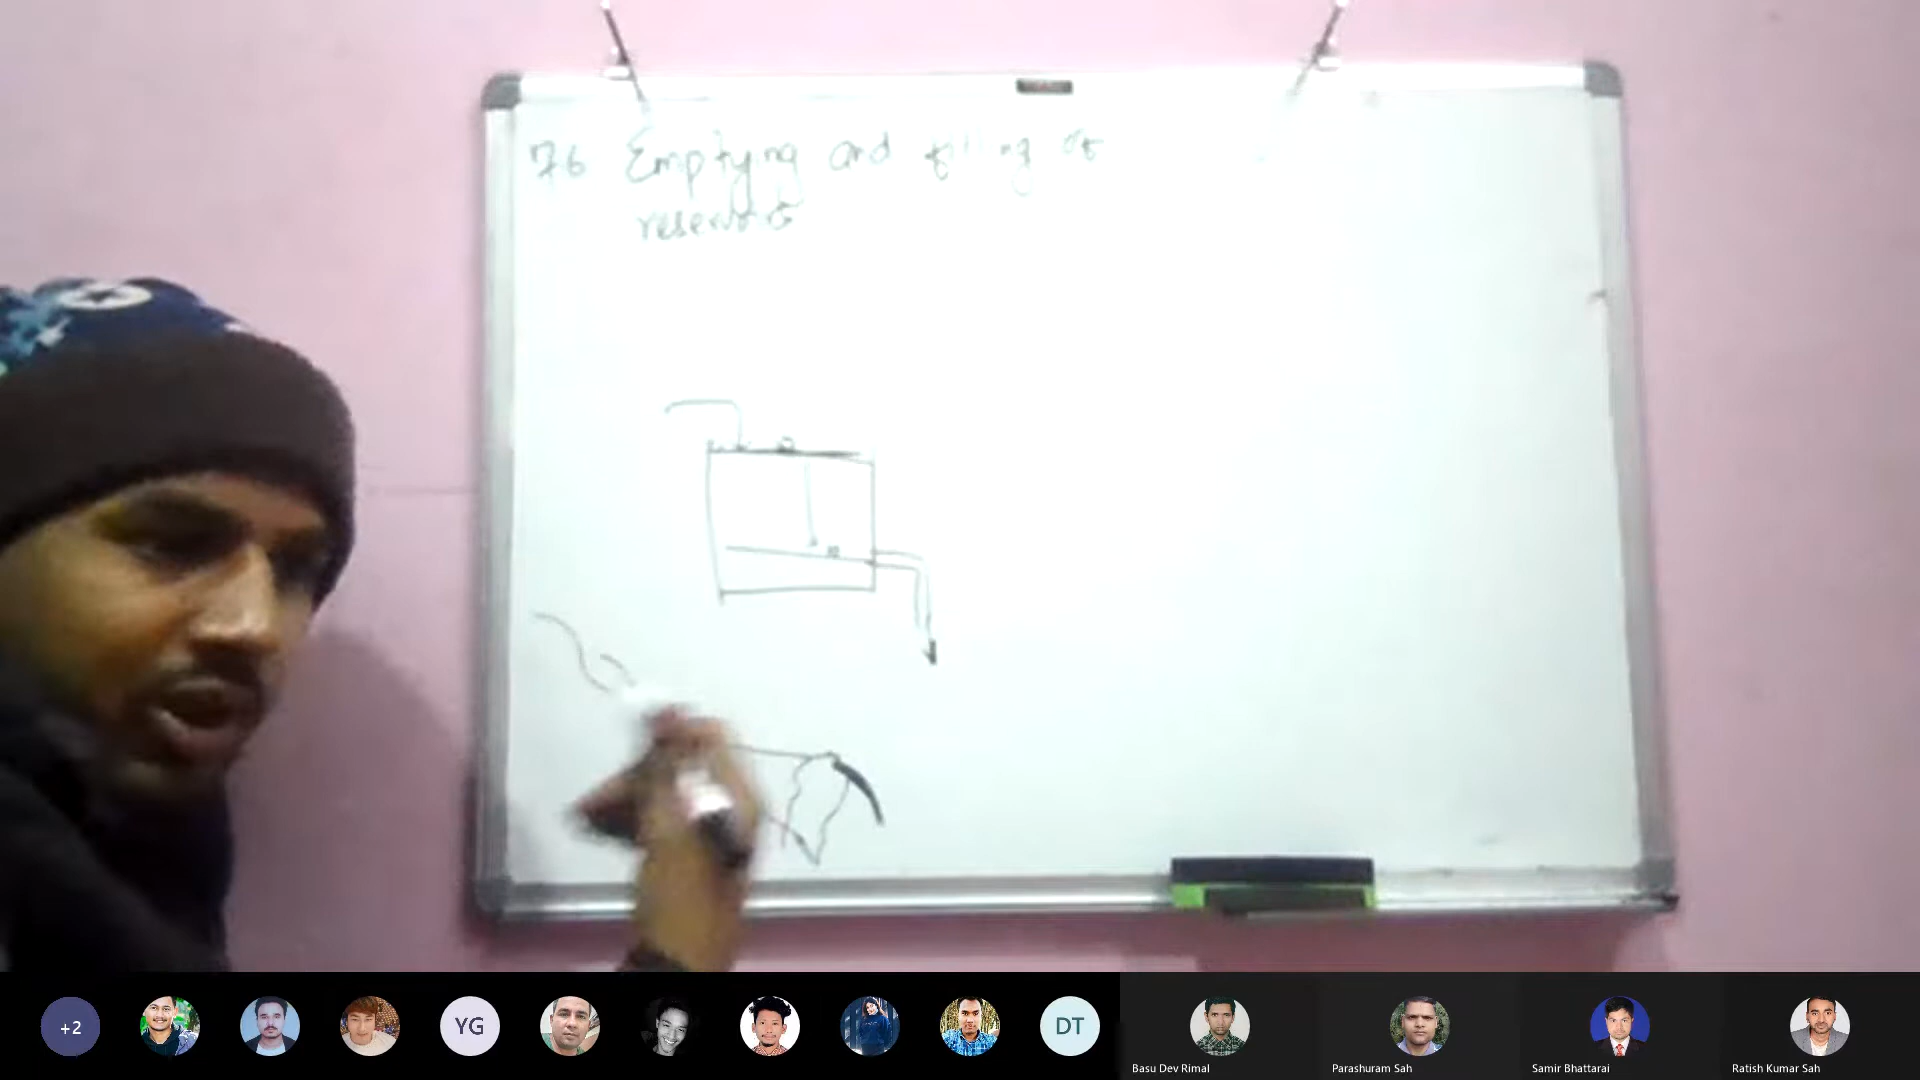 7.6 Emptying and filling of
reservoir
+2
YG
DT
Basu Dev Rimal
Parashuram Sah
Samir Bhattarai
Ratish Kumar Sah